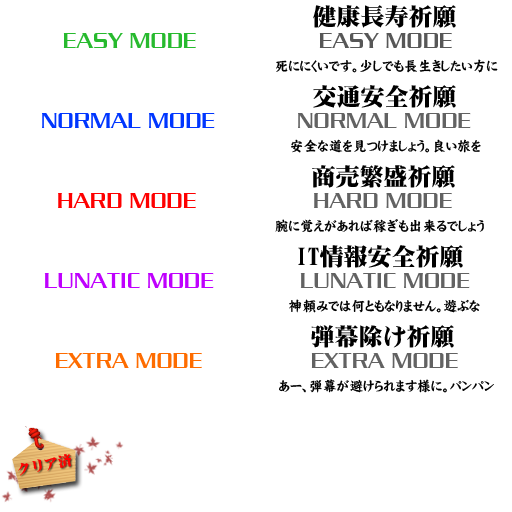 EASY MODE
健康長寿祈願
EASY MODE
死ににくいです。少しでも長生きしたい方に
NORMAL MODE
交通安全祈願
NORMAL MODE
安全な道を見つけましょう。良い旅を
HARD MODE
商売繁盛祈願
HARD MODE
腕に覚えがあれば稼ぎも出来るでしょう
LUNATIC MODE
IT情報安全祈願
LUNATIC MODE
神頼みでは何ともなりません。遊ぶな
EXTRA MODE
弾幕除け祈願
EXTRA MODE
あー、弾幕が避けられます様に。パンパン
クリア済